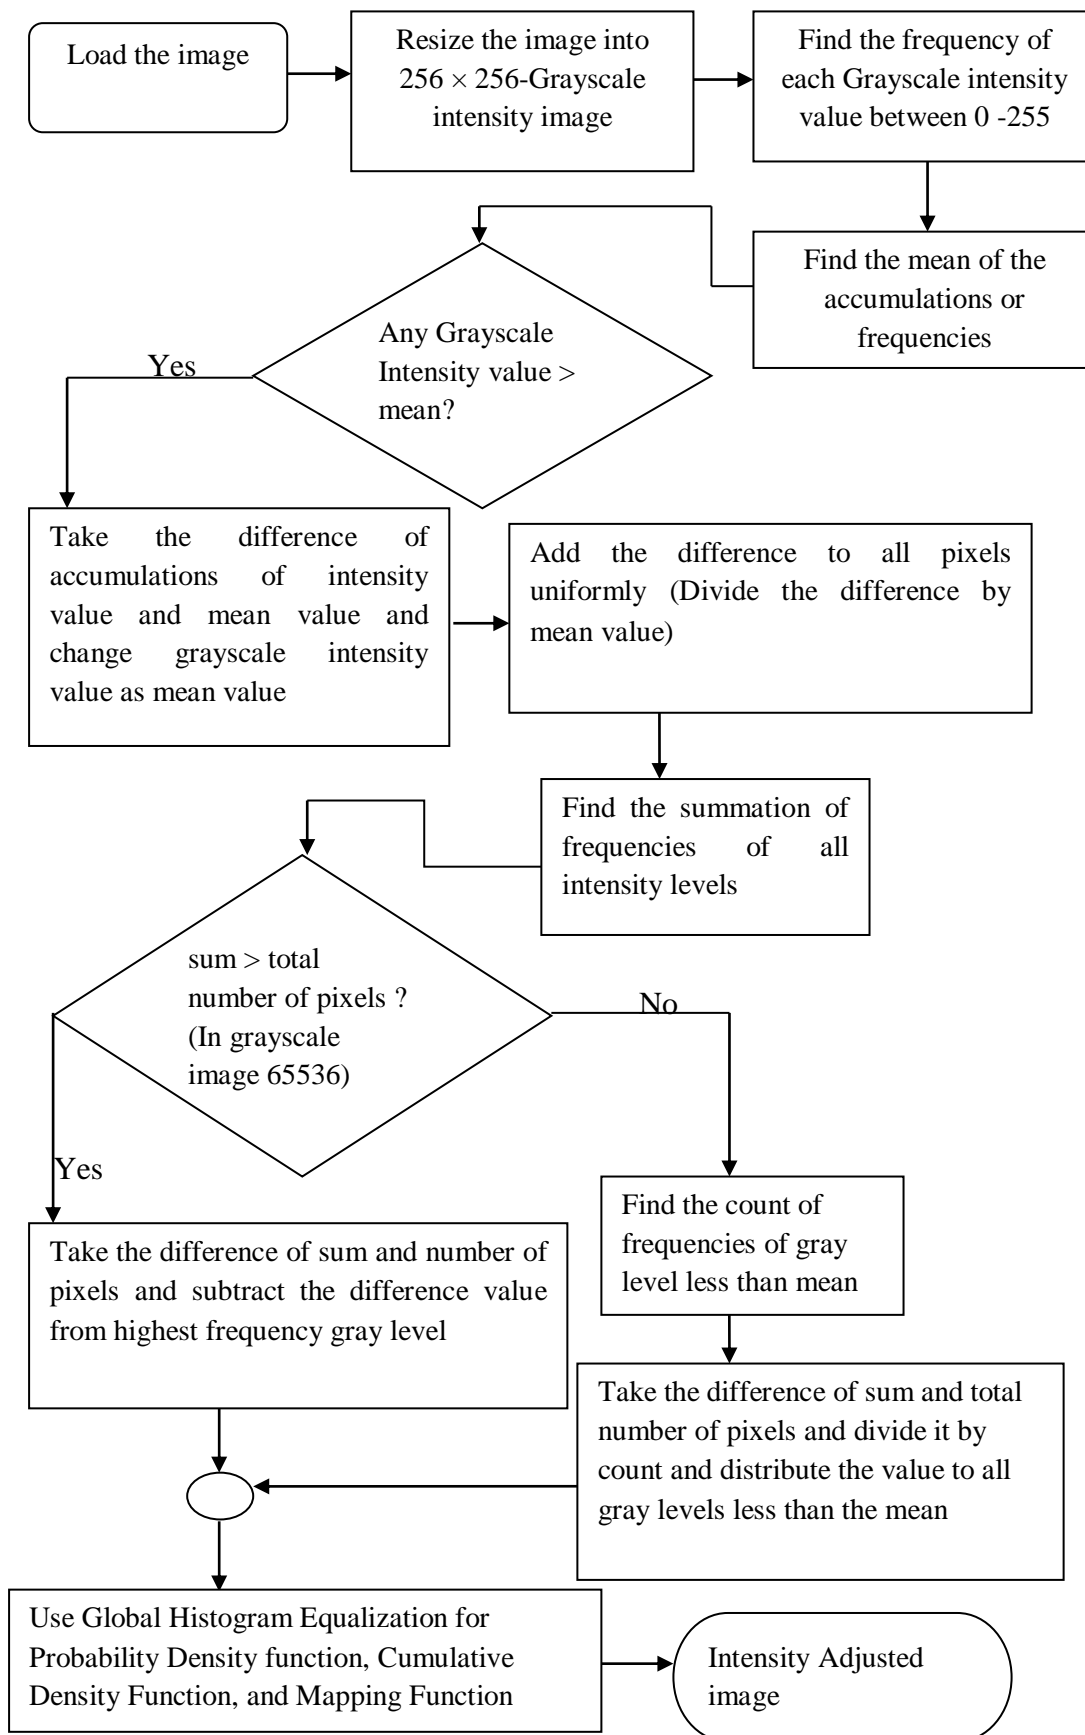 Load the image
Resize the image into
256 × 256-Grayscale
intensity image
Find the frequency of
each Grayscale intensity
value between 0 -255
Find the mean of the
accumulations or
frequencies
Any Grayscale
Intensity value >
mean?
Yes
Take the difference of
accumulations of intensity
value and mean value and
change grayscale intensity
value as mean value
Add the difference to all pixels
uniformly (Divide the difference by
mean value)
Find the summation of
frequencies of all
intensity levels
sum > total
number of pixels ?
(In grayscale
image 65536)
No
Yes
Find the count of
frequencies of gray
level less than mean
Take the difference of sum and number of
pixels and subtract the difference value
from highest frequency gray level
Take the difference of sum and total
number of pixels and divide it by
count and distribute the value to all
gray levels less than the mean
Use Global Histogram Equalization for
Probability Density function, Cumulative
Density Function, and Mapping Function
Intensity Adjusted
image